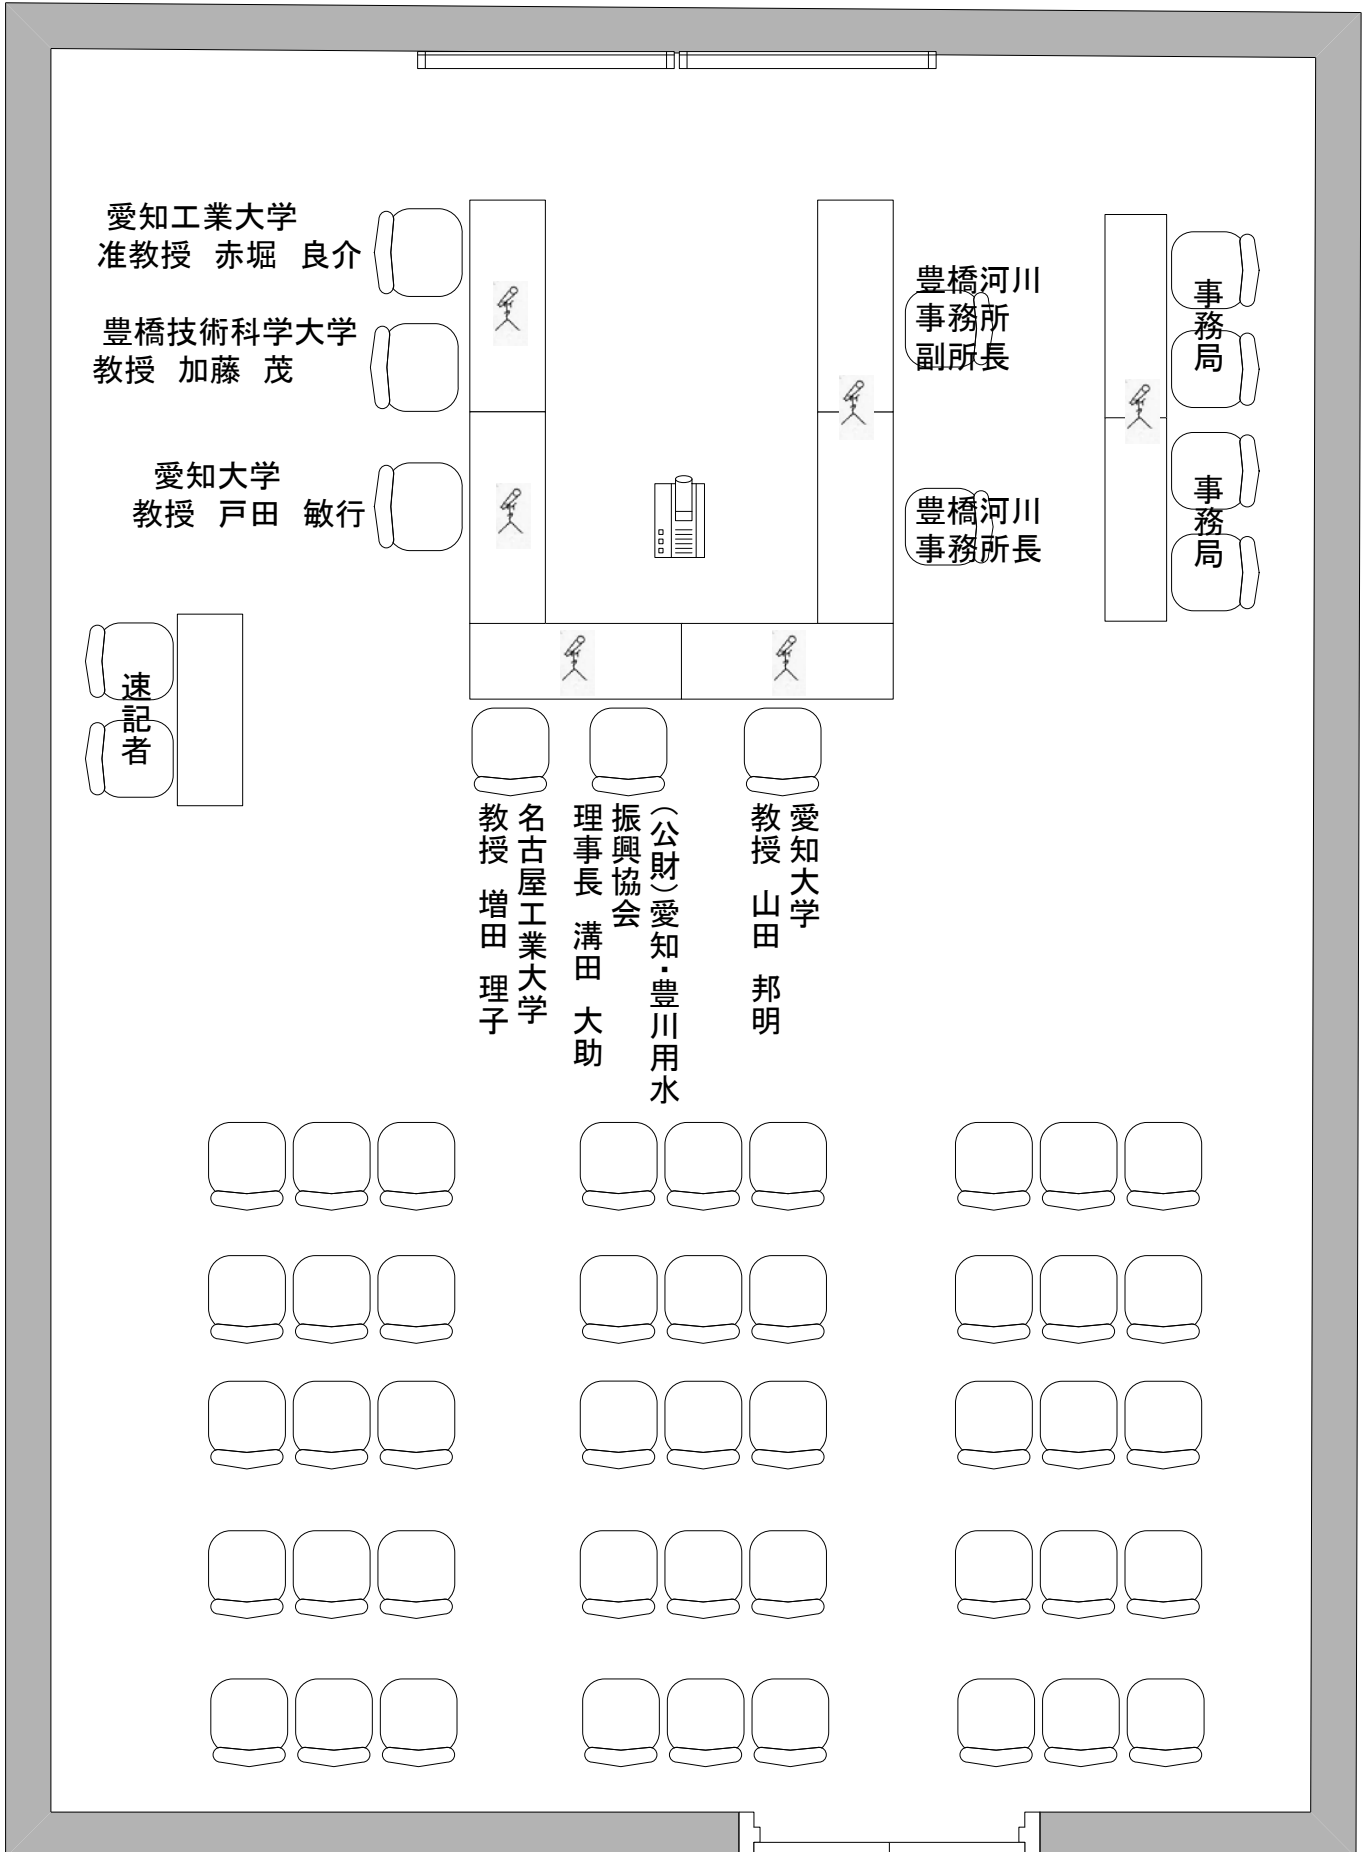 愛知工業大学
准教授 赤堀 良介
豊橋技術科学大学
教授 加藤 茂
愛知大学
教授 戸田 敏行
豊橋河川
事務所
副所長
豊橋河川
事務所長
事務局
事務局
速記者
名古屋工業大学
教授 増田 理子
（公財）愛知・豊川用水
振興協会
理事長 溝田 大助
愛知大学
教授 山田 邦明